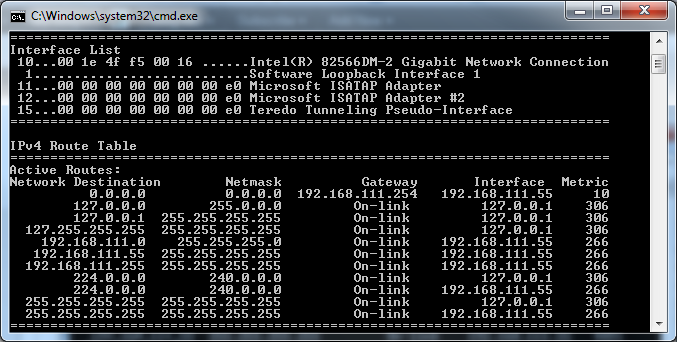 C:\Windows\system32\cmd.exe
===========================================================================
Interface List
 10...00 1e 4f f5 00 16 ......Intel(R) 82566DM-2 Gigabit Network Connection
  1...........................Software Loopback Interface 1
 11...00 00 00 00 00 00 00 e0 Microsoft ISATAP Adapter
 12...00 00 00 00 00 00 00 e0 Microsoft ISATAP Adapter #2
 15...00 00 00 00 00 00 00 e0 Teredo Tunneling Pseudo-Interface
===========================================================================
IPv4 Route Table
===========================================================================
Active Routes:
Network Destination        Netmask          Gateway       Interface  Metric
          0.0.0.0          0.0.0.0  192.168.111.254   192.168.111.55     10
        127.0.0.0        255.0.0.0         On-link         127.0.0.1    306
        127.0.0.1  255.255.255.255         On-link         127.0.0.1    306
  127.255.255.255  255.255.255.255         On-link         127.0.0.1    306
    192.168.111.0    255.255.255.0         On-link    192.168.111.55    266
   192.168.111.55  255.255.255.255         On-link    192.168.111.55    266
  192.168.111.255  255.255.255.255         On-link    192.168.111.55    266
        224.0.0.0        240.0.0.0         On-link         127.0.0.1    306
        224.0.0.0        240.0.0.0         On-link    192.168.111.55    266
  255.255.255.255  255.255.255.255         On-link         127.0.0.1    306
  255.255.255.255  255.255.255.255         On-link    192.168.111.55    266
===========================================================================